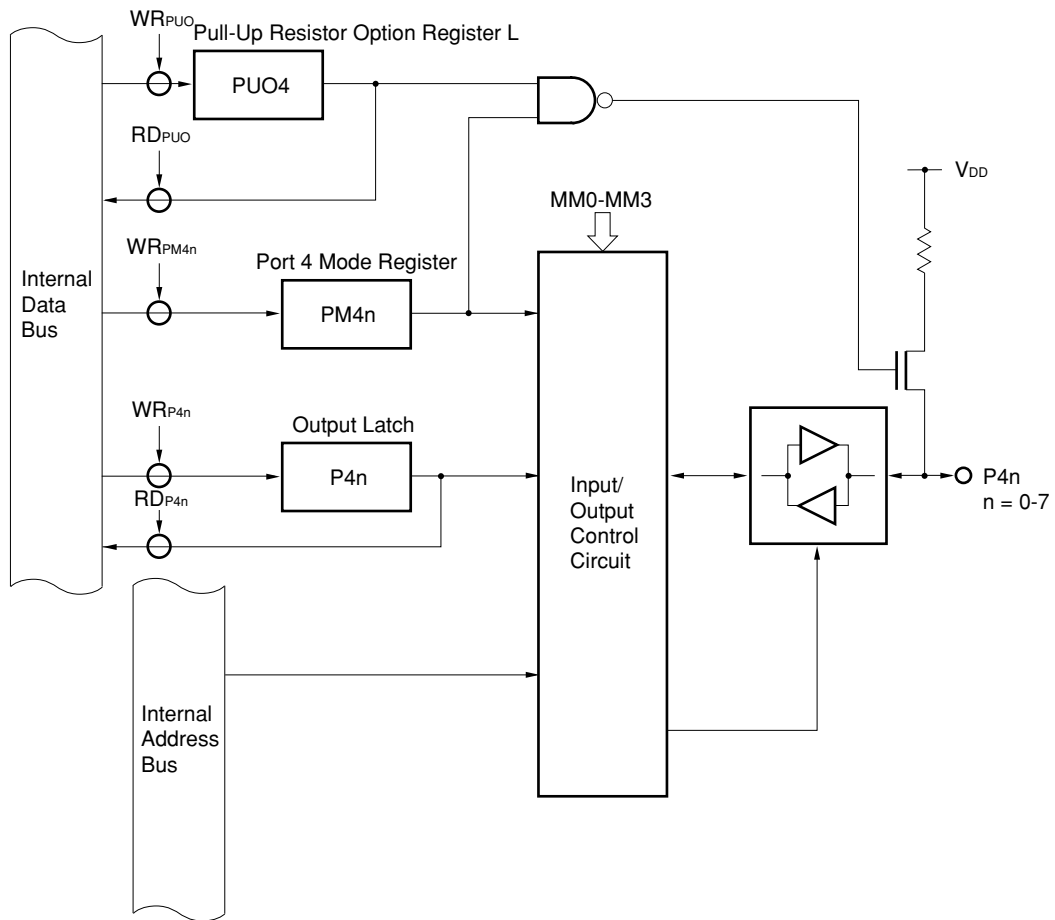 WRPUO
Pull-Up Resistor Option Register L
PUO4
RDPUO
VDD
MM0-MM3
WRPM4n
Port 4 Mode Register
Internal
Data
Bus
PM4n
WRP4n
Output Latch
P4n
RDP4n
Input/
Output
Control
Circuit
P4n
n = 0-7
Internal
Address
Bus